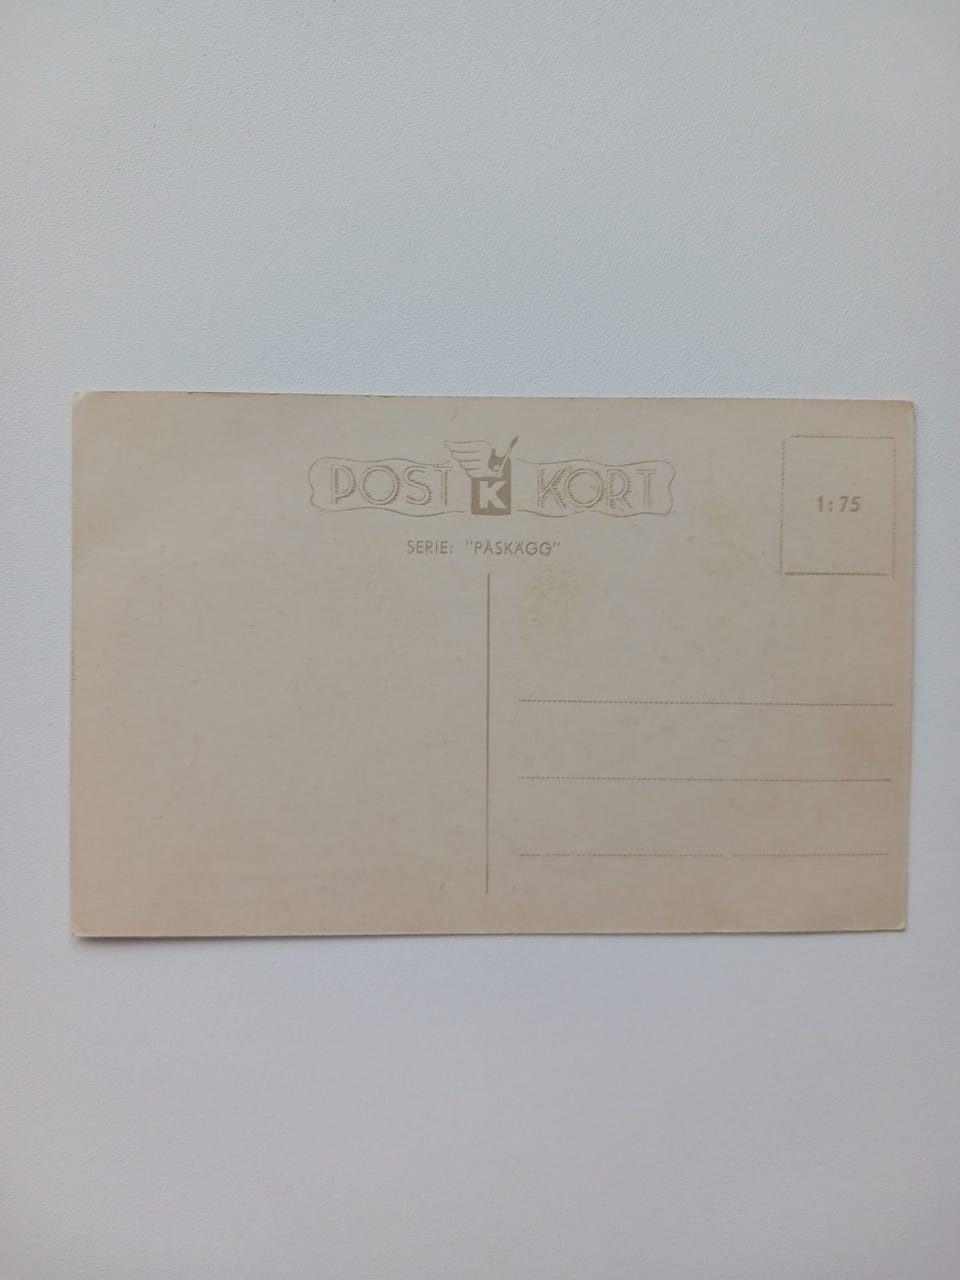 POST K KORT
1:75
SERIE: "PÅSKÄGG"